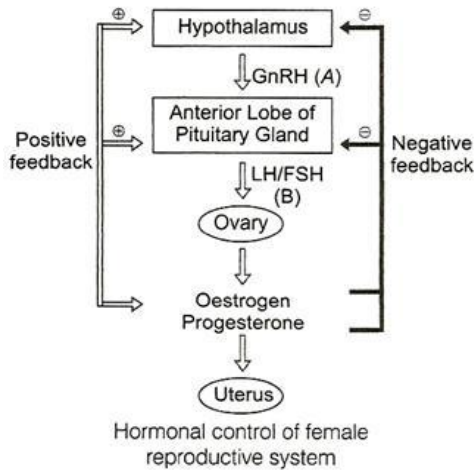 ⊕
⊖
Hypothalamus
GnRH (A)
⊕
Anterior Lobe of
Pituitary Gland
⊖
Positive
feedback
Negative
feedback
LH/FSH
(B)
Ovary
Oestrogen
Progesterone
Uterus
Hormonal control of female
reproductive system